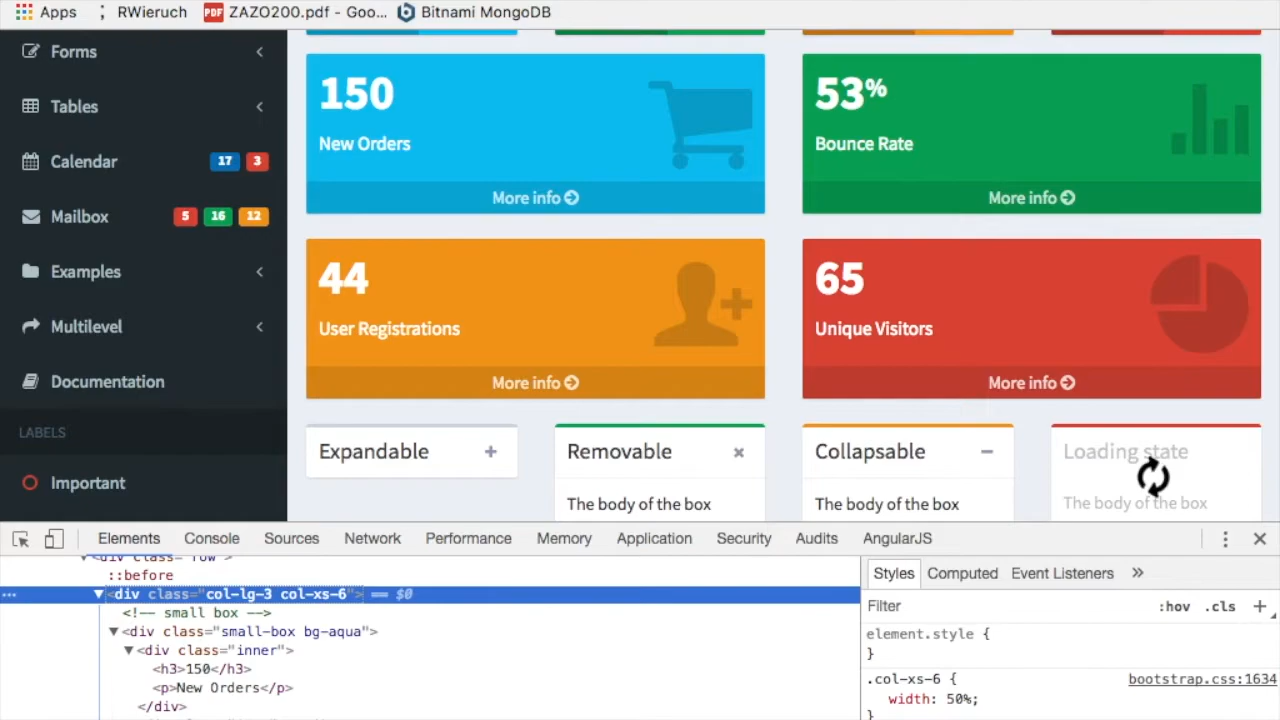 Apps ; RWieruch PDF ZAZO200.pdf - Goo... Bitnami MongoDB
Forms
Tables
Calendar 17 3
Mailbox 5 16 12
Examples
Multilevel
Documentation
LABELS
Important
150
New Orders
More info
53%
Bounce Rate
More info
44
User Registrations
More info
65
Unique Visitors
More info
Expandable +
Removable ×
The body of the box
Collapsable −
The body of the box
Loading state
The body of the box
Elements Console Sources Network Performance Memory Application Security Audits AngularJS
▼<div class="row">
::before
… ▼<div class="col-lg-3 col-xs-6"> == $0
<!-- small box -->
▼<div class="small-box bg-aqua">
▼<div class="inner">
<h3>150</h3>
<p>New Orders</p>
</div>
Styles Computed Event Listeners »
Filter :hov .cls +
element.style {
}
.col-xs-6 { bootstrap.css:1634
width: 50%;
}